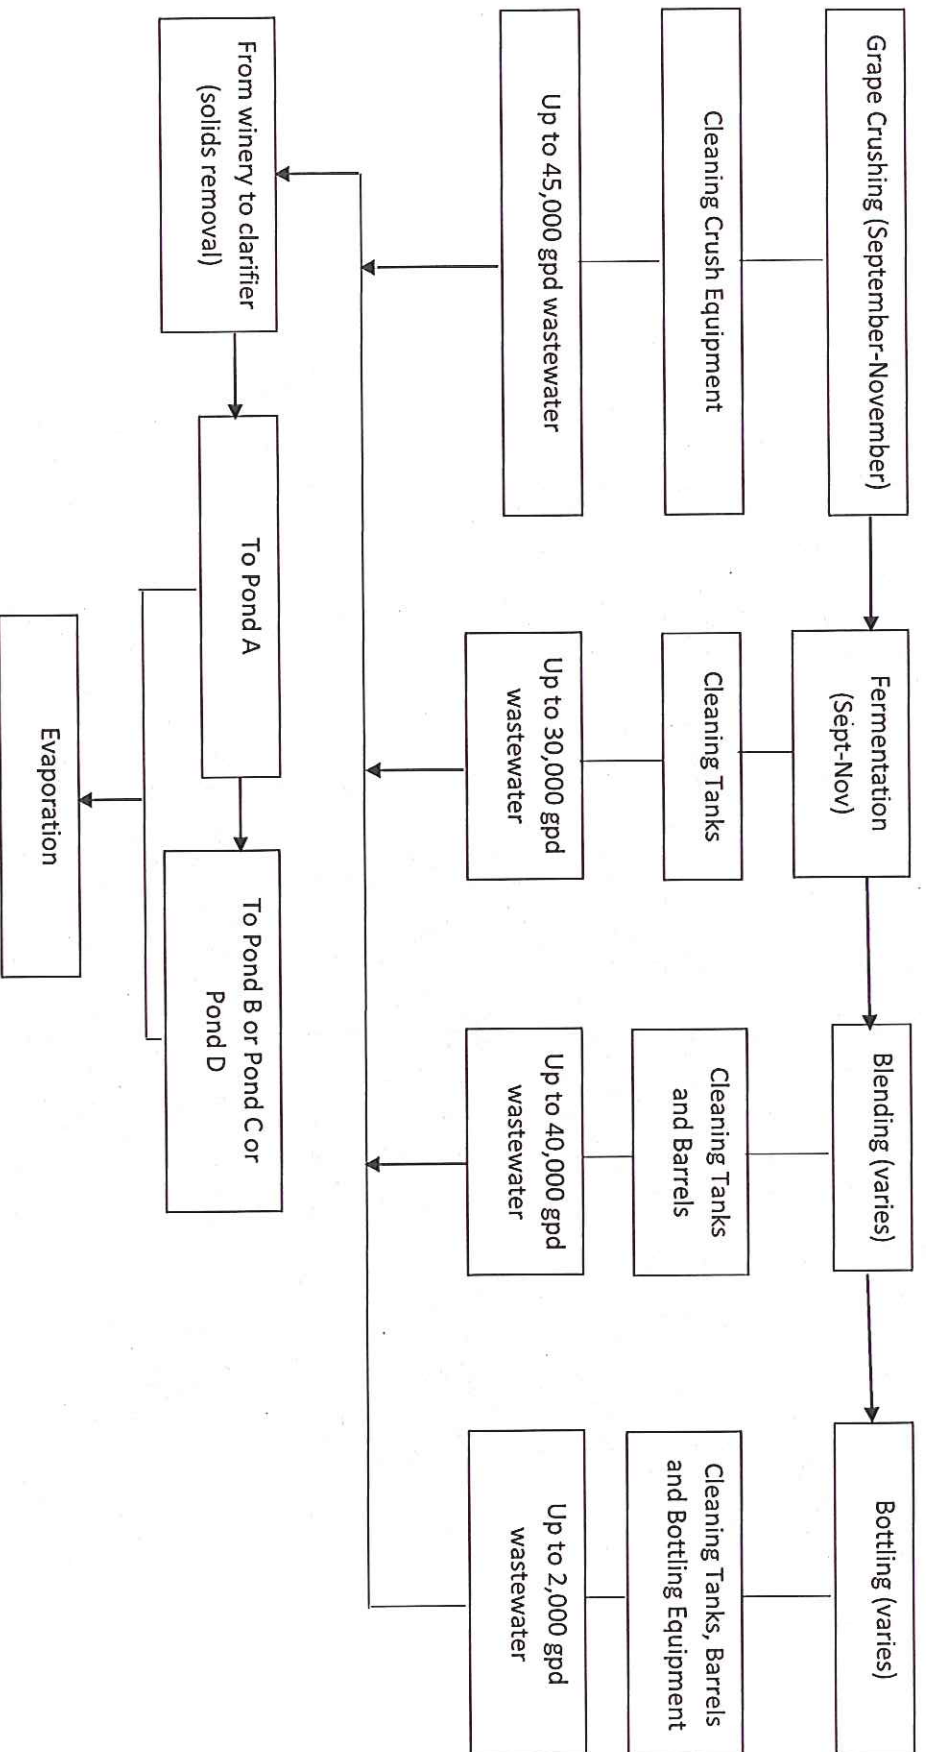 Grape Crushing (September-November)
Fermentation
(Sept-Nov)
Blending (varies)
Bottling (varies)
Cleaning Crush Equipment
Cleaning Tanks
Cleaning Tanks
and Barrels
Cleaning Tanks, Barrels
and Bottling Equipment
Up to 45,000 gpd wastewater
Up to 30,000 gpd
wastewater
Up to 40,000 gpd
wastewater
Up to 2,000 gpd
wastewater
From winery to clarifier
(solids removal)
To Pond A
To Pond B or Pond C or
Pond D
Evaporation